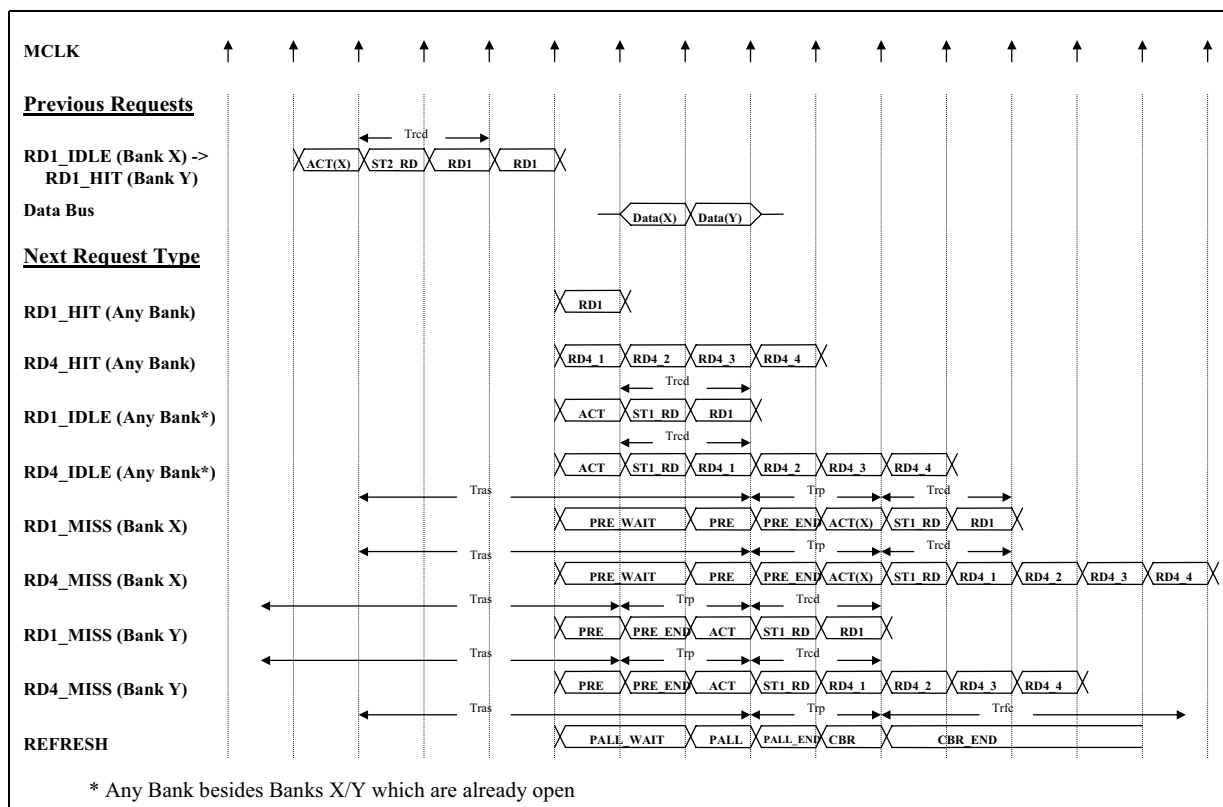 MCLK
Previous Requests
Trcd
RD1_IDLE (Bank X) ->
RD1_HIT (Bank Y)
ACT(X) ST2_RD RD1 RD1
Data Bus
Data(X) Data(Y)
Next Request Type
RD1_HIT (Any Bank)
RD1
RD4_HIT (Any Bank)
RD4_1 RD4_2 RD4_3 RD4_4
Trcd
RD1_IDLE (Any Bank*)
ACT ST1_RD RD1
Trcd
RD4_IDLE (Any Bank*)
ACT ST1_RD RD4_1 RD4_2 RD4_3 RD4_4
Tras Trp Trcd
RD1_MISS (Bank X)
PRE_WAIT PRE PRE_END ACT(X) ST1_RD RD1
Tras Trp Trcd
RD4_MISS (Bank X)
PRE_WAIT PRE PRE_END ACT(X) ST1_RD RD4_1 RD4_2 RD4_3 RD4_4
Tras Trp Trcd
RD1_MISS (Bank Y)
PRE PRE_END ACT ST1_RD RD1
Tras Trp Trcd
RD4_MISS (Bank Y)
PRE PRE_END ACT ST1_RD RD4_1 RD4_2 RD4_3 RD4_4
Tras Trp Trfc
REFRESH
PALL_WAIT PALL PALL_END CBR CBR_END
* Any Bank besides Banks X/Y which are already open